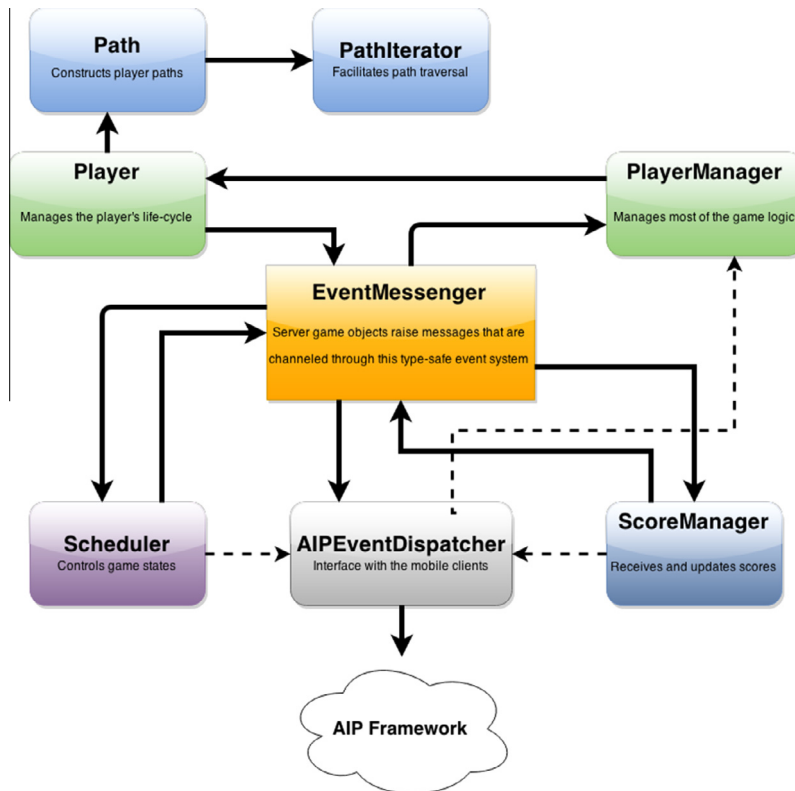 Path
Constructs player paths
PathIterator
Facilitates path traversal
Player
Manages the player's life-cycle
PlayerManager
Manages most of the game logic
EventMessenger
Server game objects raise messages that are
channeled through this type-safe event system
Scheduler
Controls game states
AIPEventDispatcher
Interface with the mobile clients
ScoreManager
Receives and updates scores
AIP Framework